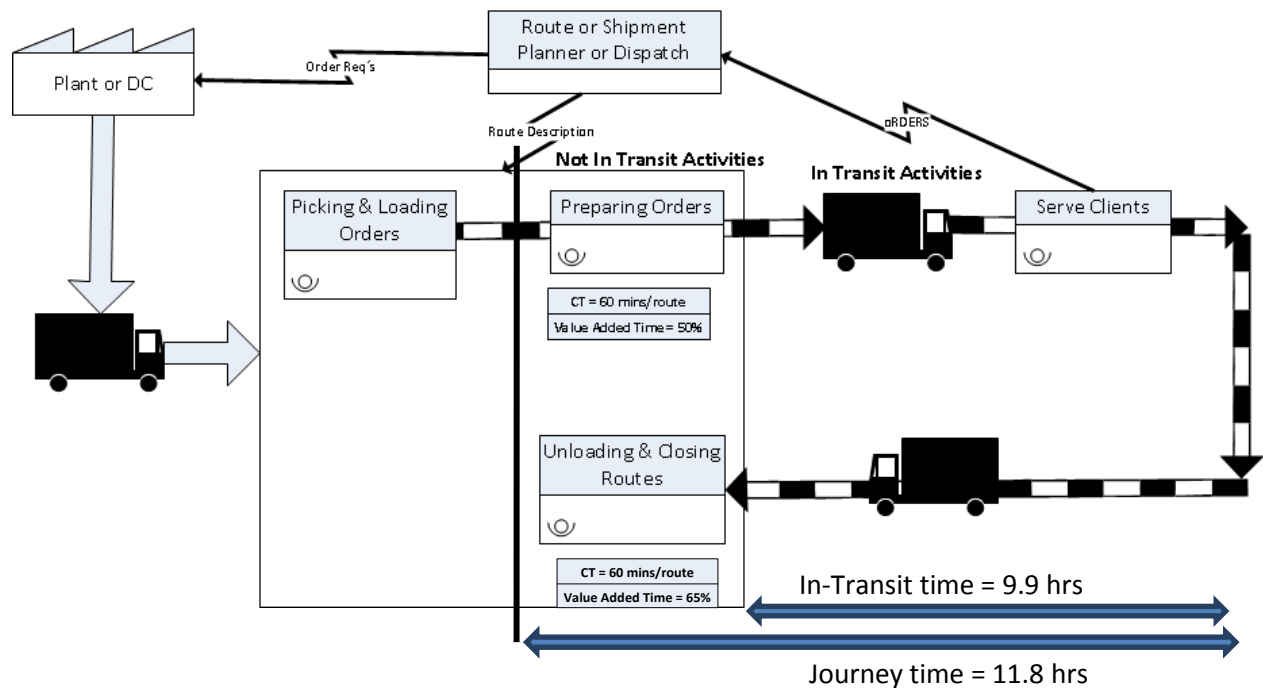 Route or Shipment
Planner or Dispatch
Plant or DC
Order Req´s
oRDERS
Route Description
Not In Transit Activities
In Transit Activities
Picking & Loading
Orders
Preparing Orders
Serve Clients
CT = 60 mins/route
Value Added Time = 50%
Unloading & Closing
Routes
CT = 60 mins/route
Value Added Time = 65%
In-Transit time = 9.9 hrs
Journey time = 11.8 hrs